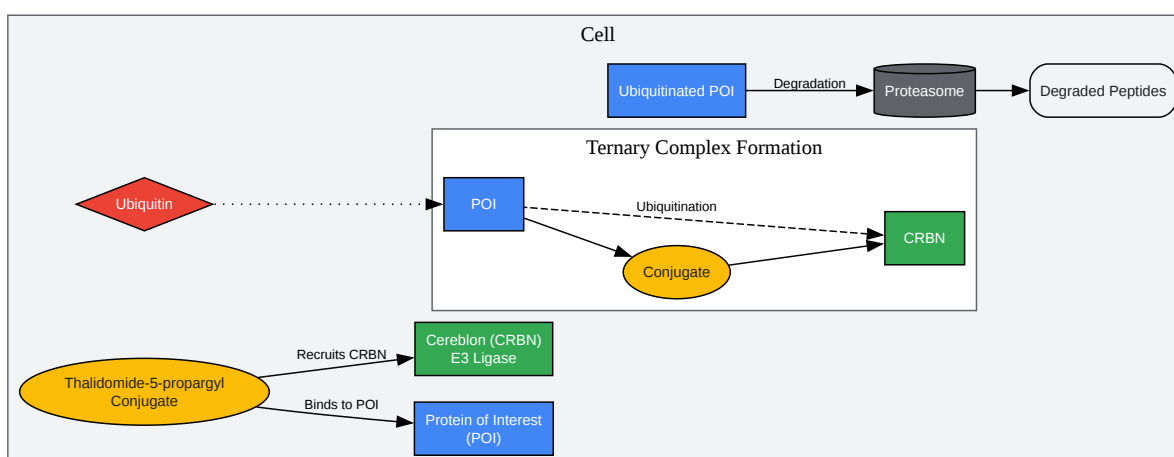 Cell
Ubiquitinated POI
Degradation
Proteasome
Degraded Peptides
Ternary Complex Formation
Ubiquitin
POI
Ubiquitination
CRBN
Conjugate
Cereblon (CRBN)
E3 Ligase
Recruits CRBN
Thalidomide-5-propargyl
Conjugate
Binds to POI
Protein of Interest
(POI)